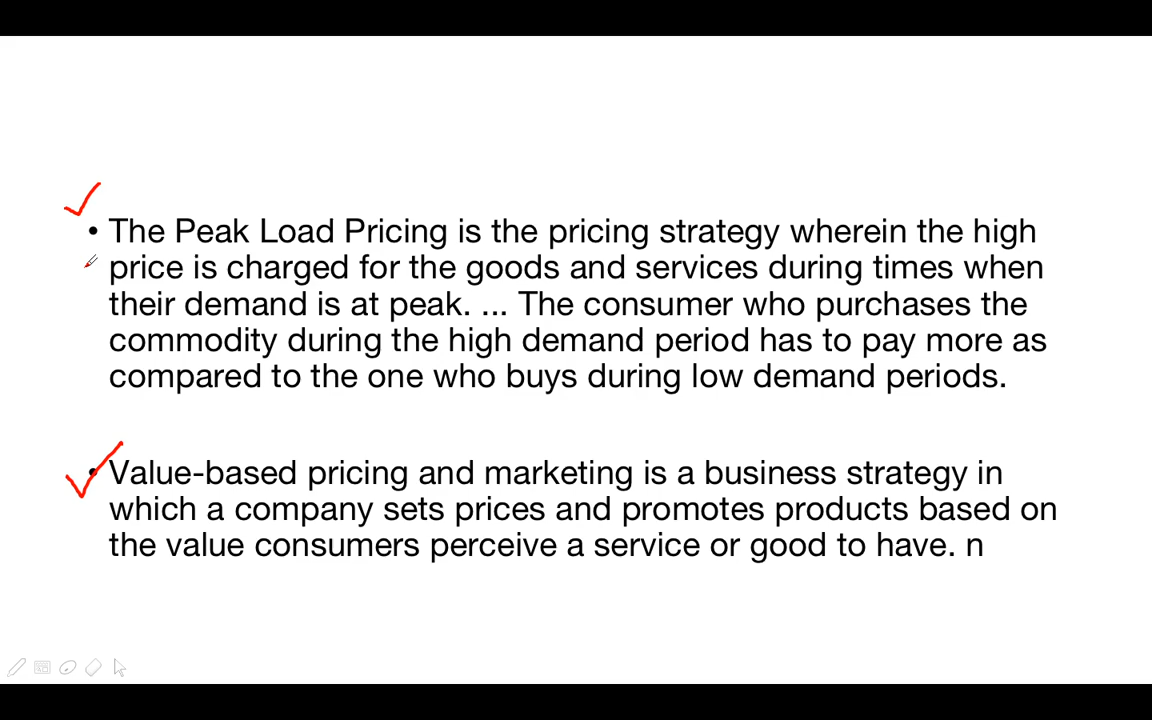 • The Peak Load Pricing is the pricing strategy wherein the high
price is charged for the goods and services during times when
their demand is at peak. ... The consumer who purchases the
commodity during the high demand period has to pay more as
compared to the one who buys during low demand periods.
• Value-based pricing and marketing is a business strategy in
which a company sets prices and promotes products based on
the value consumers perceive a service or good to have. n